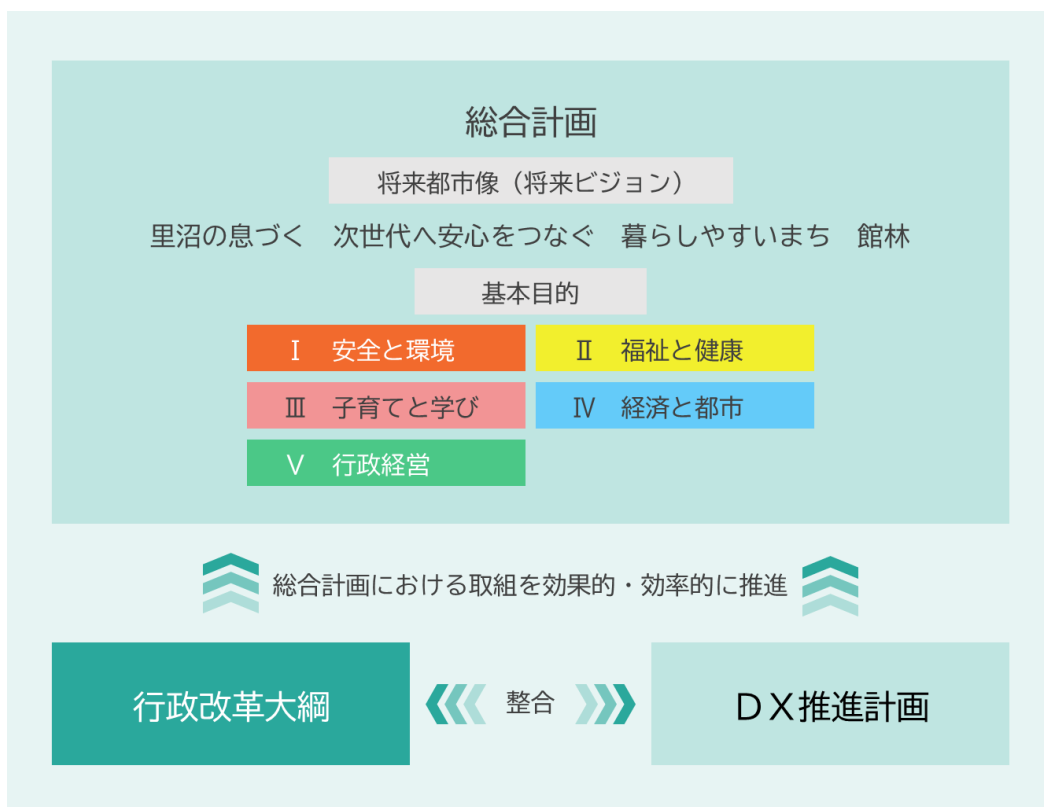 総合計画
将来都市像（将来ビジョン）
里沼の息づく　次世代へ安心をつなぐ　暮らしやすいまち　館林
基本目的
Ⅰ　安全と環境
Ⅱ　福祉と健康
Ⅲ　子育てと学び
Ⅳ　経済と都市
Ⅴ　行政経営
総合計画における取組を効果的・効率的に推進
行政改革大綱
整合
ＤＸ推進計画